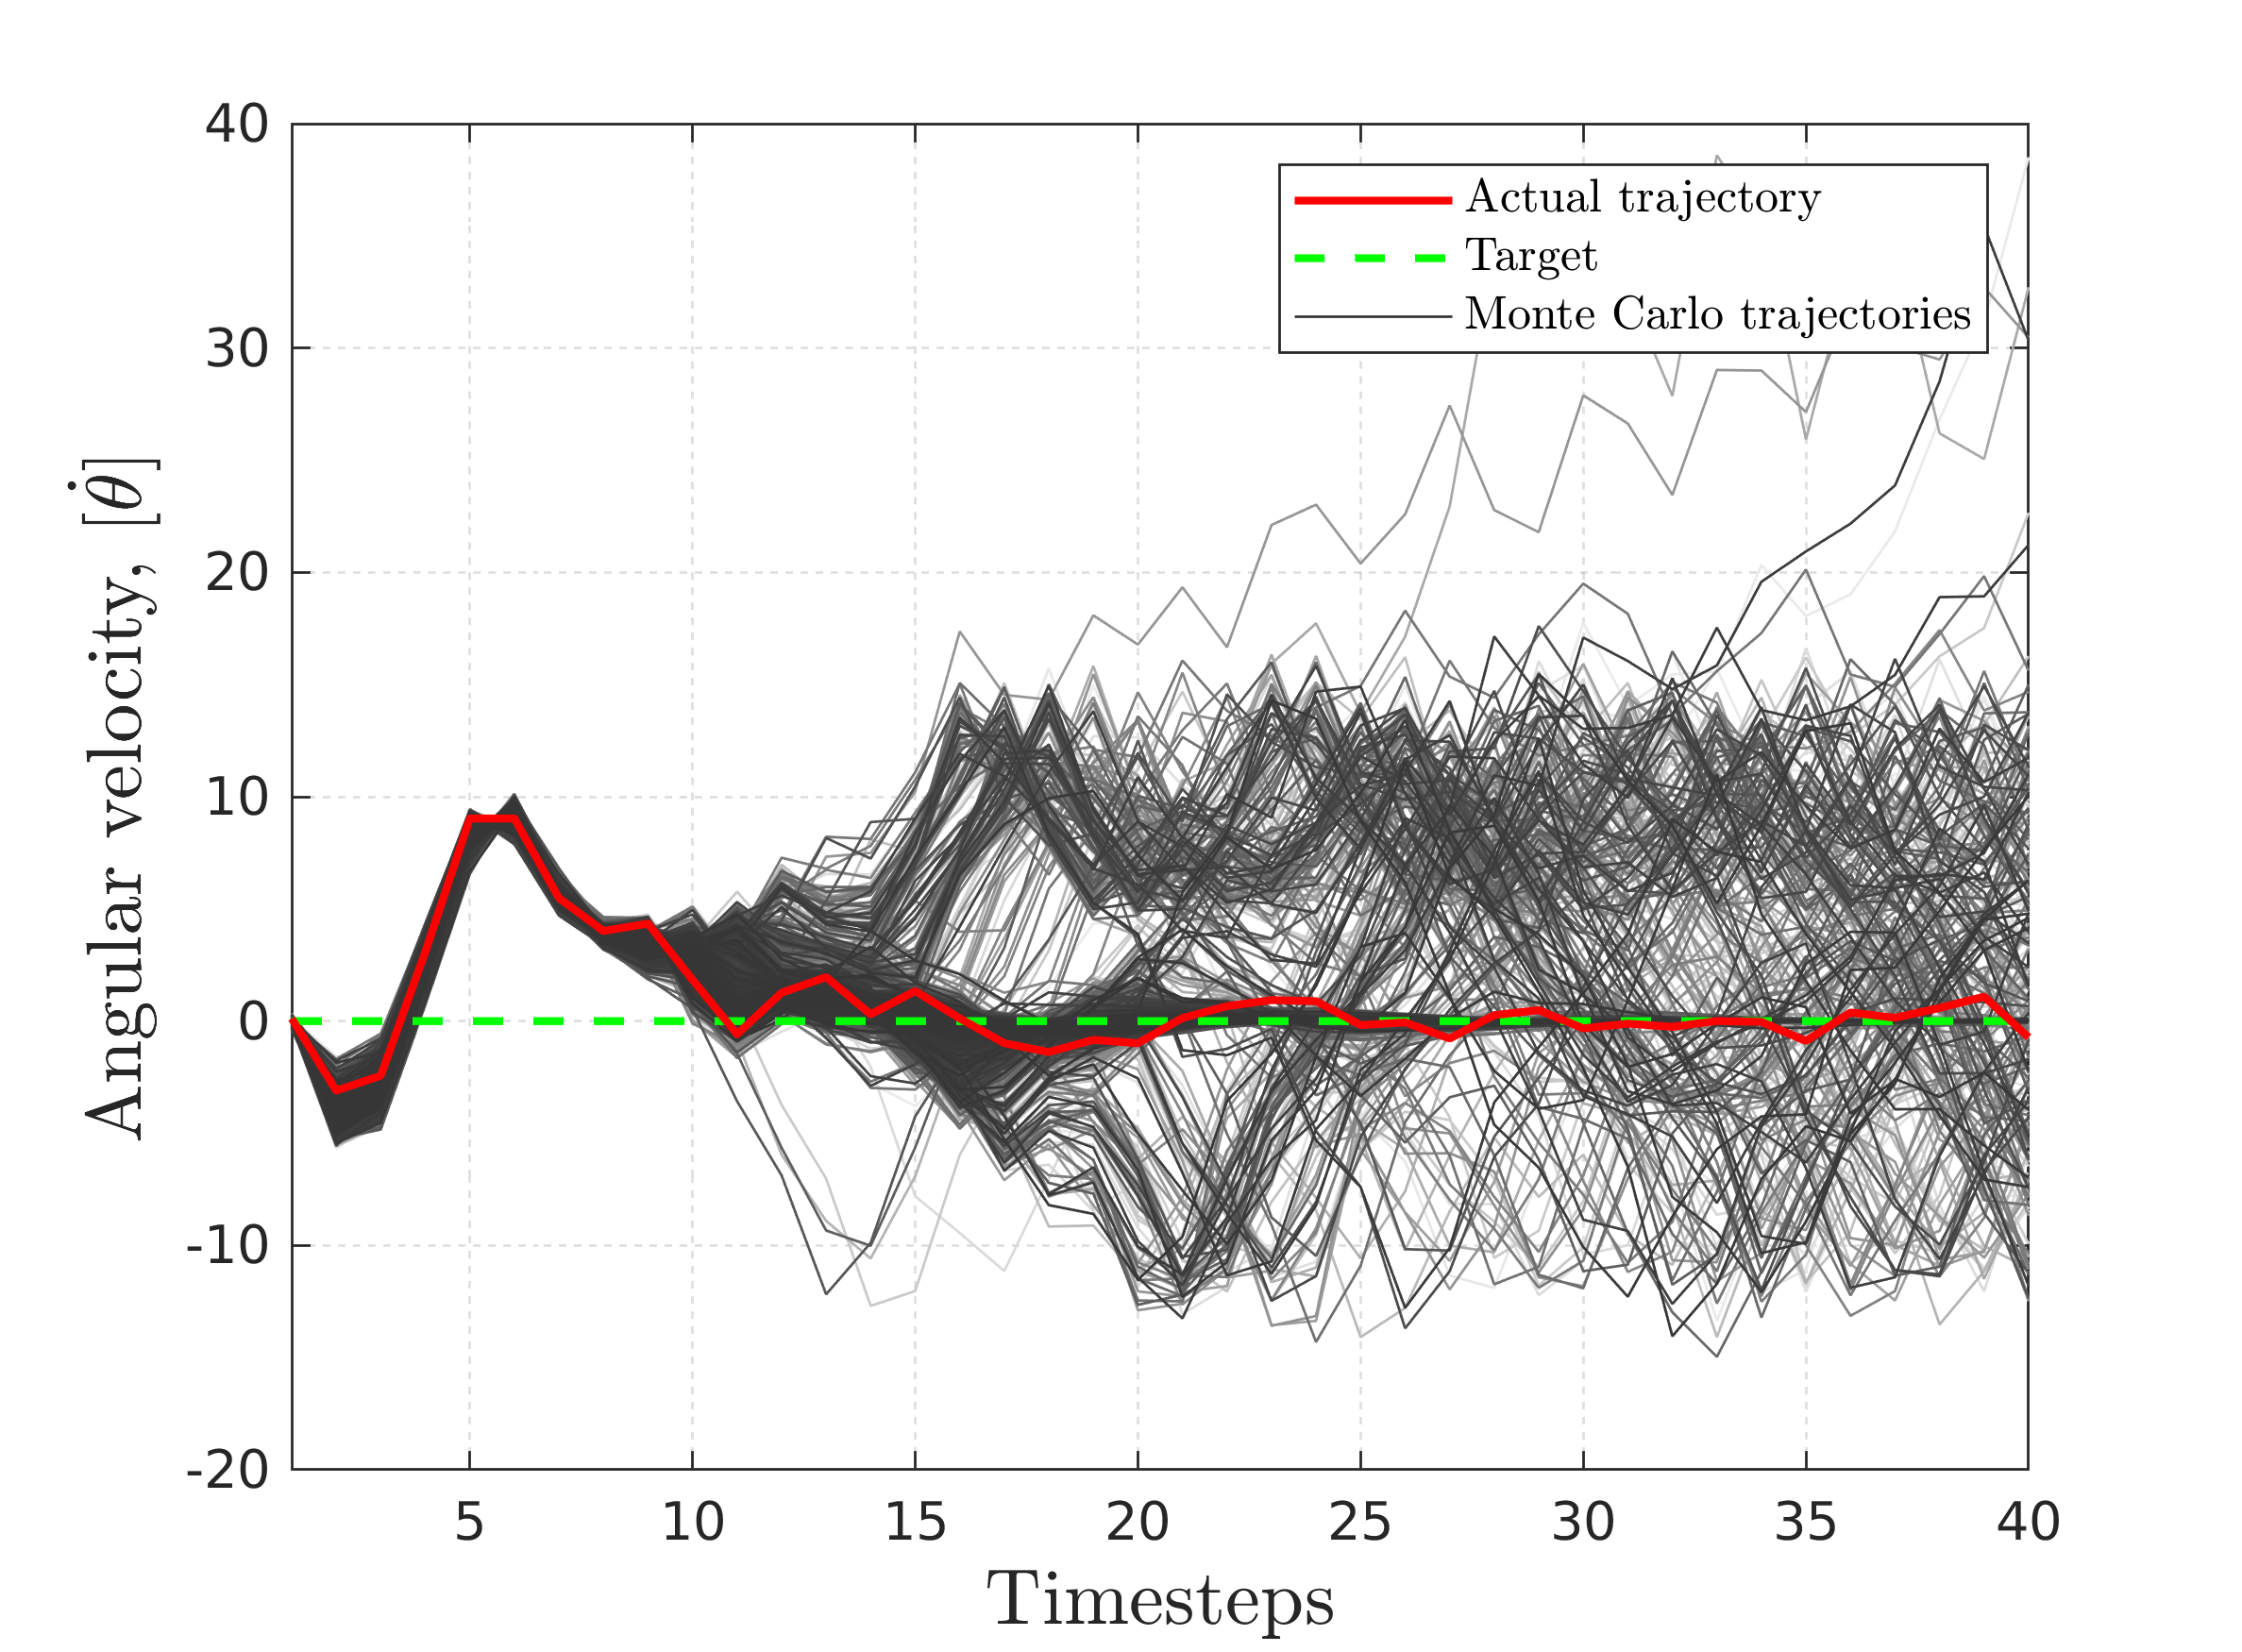 40
30
20
10
0
-10
-20
5 10 15 20 25 30 35 40
Timesteps
Angular velocity, [θ̇]
Actual trajectory
Target
Monte Carlo trajectories